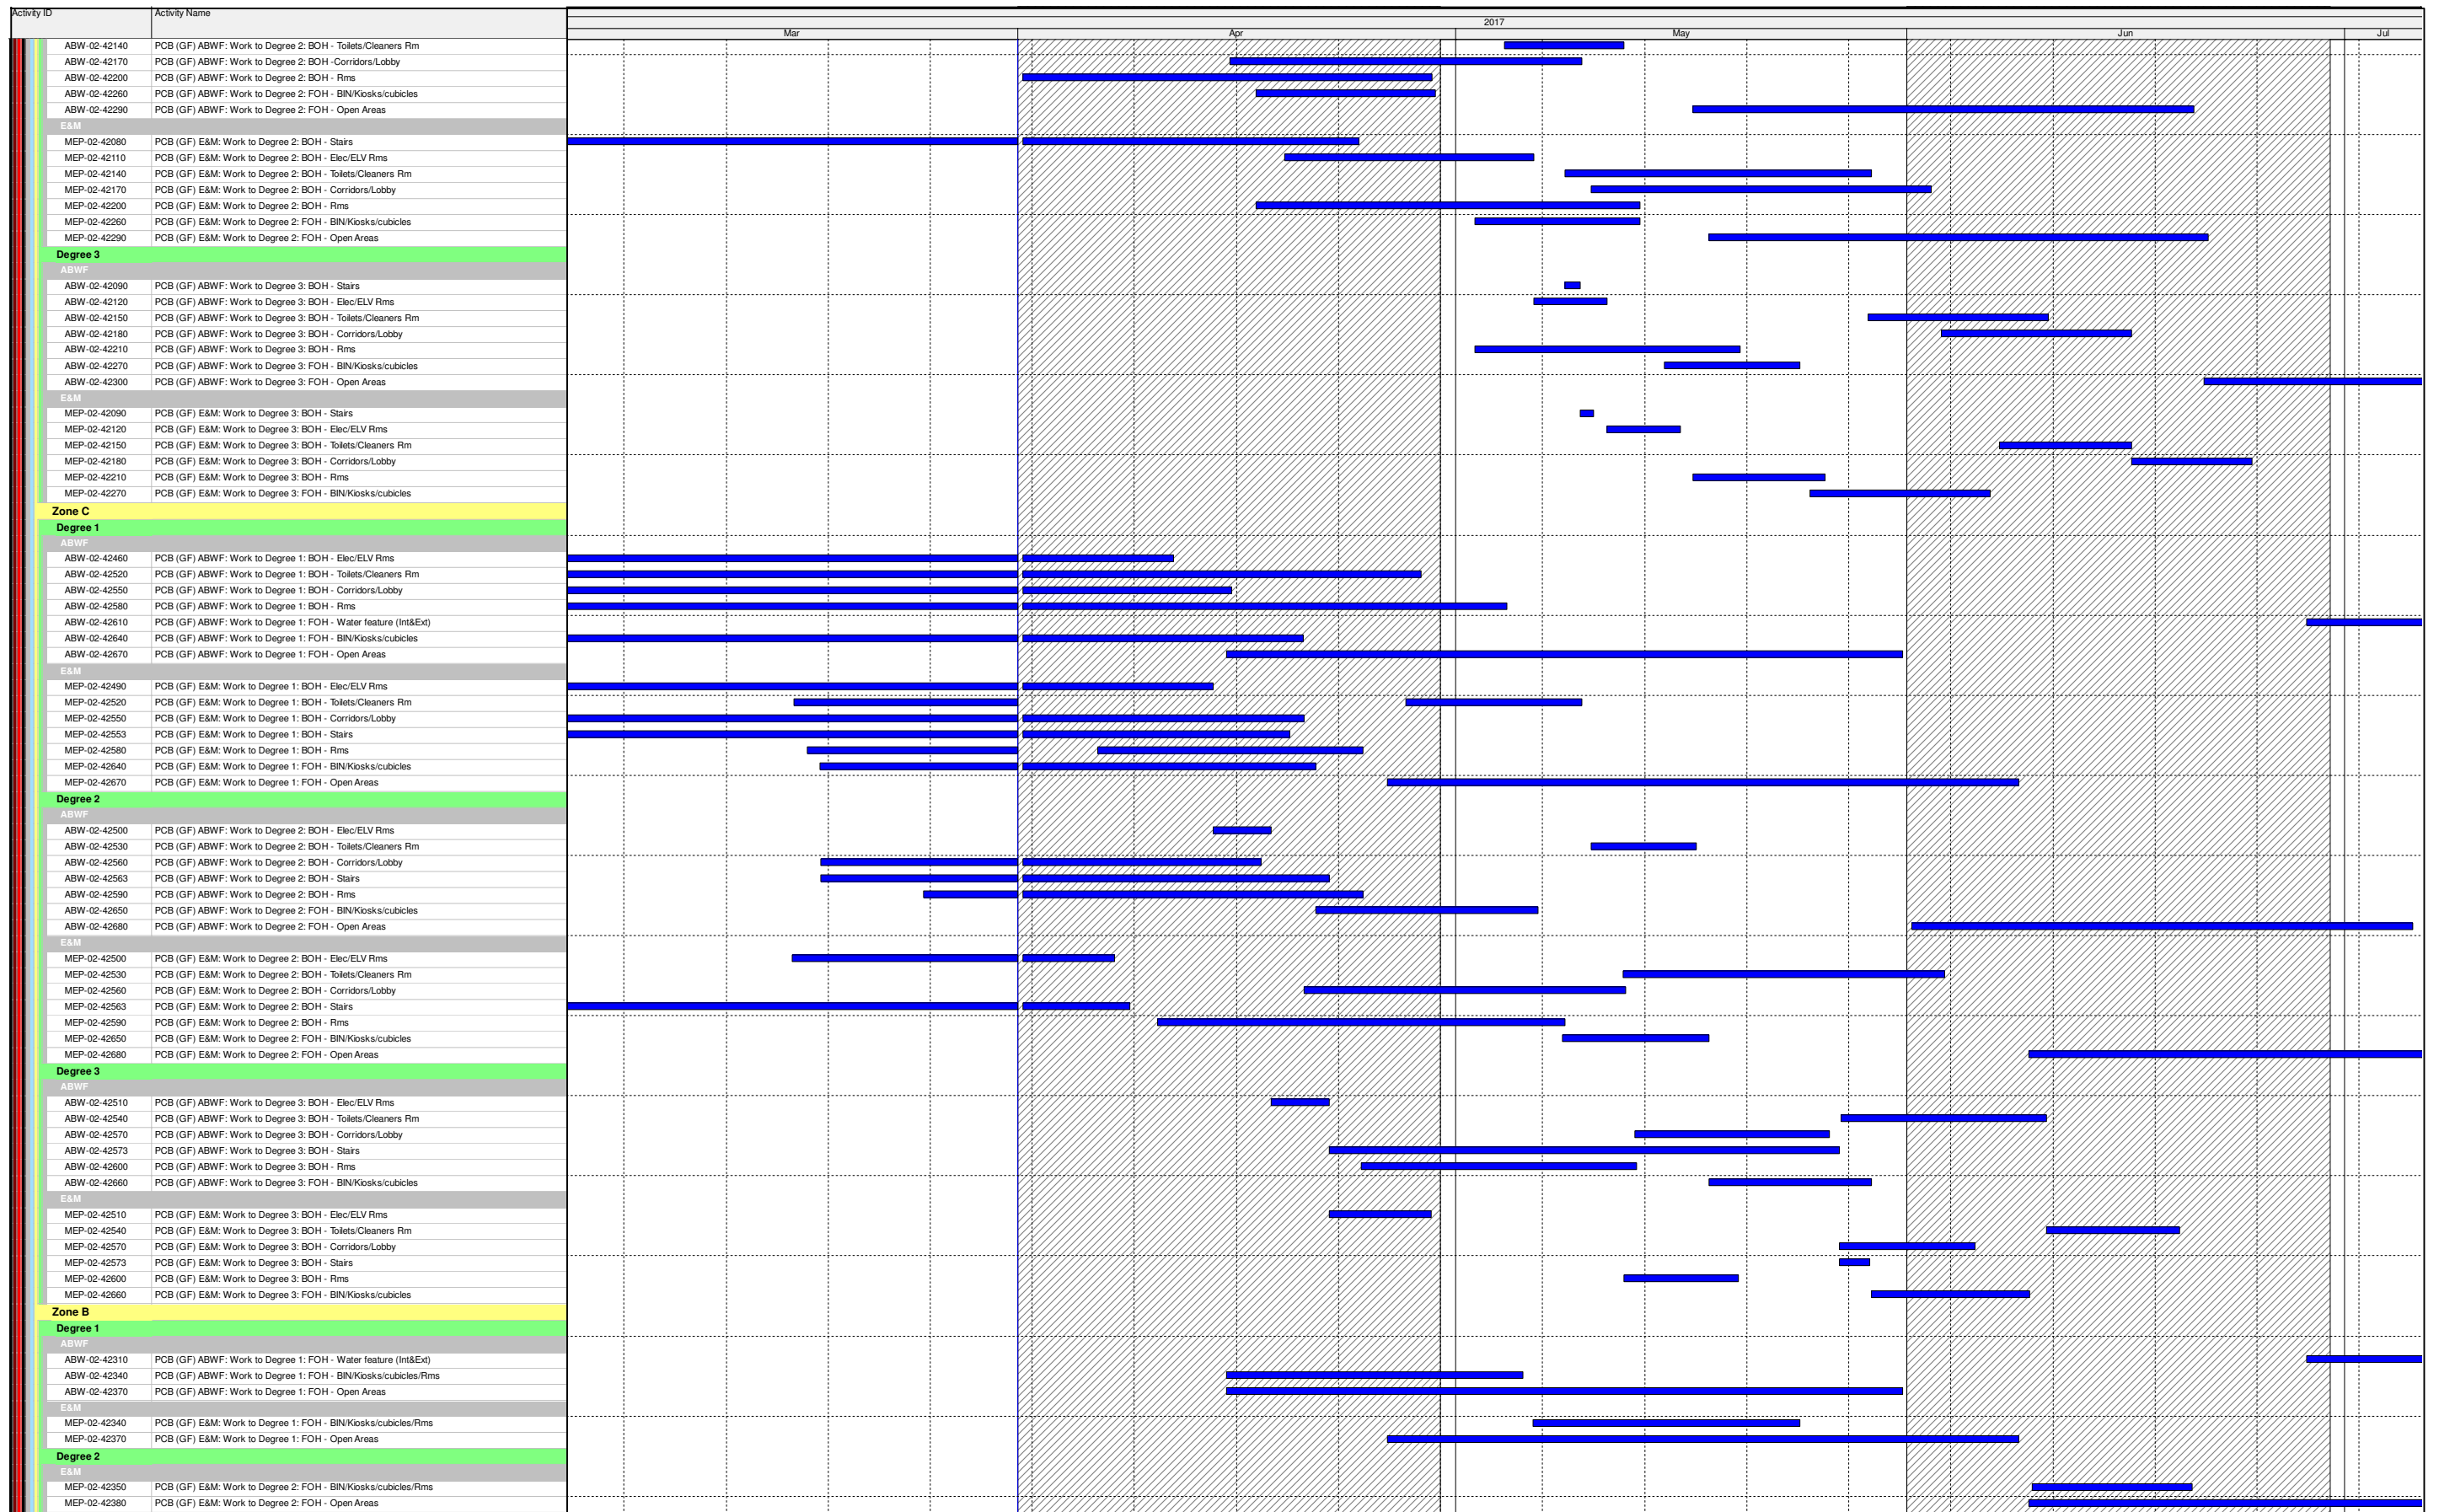 Activity ID Activity Name
2017
Mar Apr May Jun Jul
ABW-02-42140 PCB (GF) ABWF: Work to Degree 2: BOH - Toilets/Cleaners Rm
ABW-02-42170 PCB (GF) ABWF: Work to Degree 2: BOH -Corridors/Lobby
ABW-02-42200 PCB (GF) ABWF: Work to Degree 2: BOH - Rms
ABW-02-42260 PCB (GF) ABWF: Work to Degree 2: FOH - BIN/Kiosks/cubicles
ABW-02-42290 PCB (GF) ABWF: Work to Degree 2: FOH - Open Areas
E&M
MEP-02-42080 PCB (GF) E&M: Work to Degree 2: BOH - Stairs
MEP-02-42110 PCB (GF) E&M: Work to Degree 2: BOH - Elec/ELV Rms
MEP-02-42140 PCB (GF) E&M: Work to Degree 2: BOH - Toilets/Cleaners Rm
MEP-02-42170 PCB (GF) E&M: Work to Degree 2: BOH - Corridors/Lobby
MEP-02-42200 PCB (GF) E&M: Work to Degree 2: BOH - Rms
MEP-02-42260 PCB (GF) E&M: Work to Degree 2: FOH - BIN/Kiosks/cubicles
MEP-02-42290 PCB (GF) E&M: Work to Degree 2: FOH - Open Areas
Degree 3
ABWF
ABW-02-42090 PCB (GF) ABWF: Work to Degree 3: BOH - Stairs
ABW-02-42120 PCB (GF) ABWF: Work to Degree 3: BOH - Elec/ELV Rms
ABW-02-42150 PCB (GF) ABWF: Work to Degree 3: BOH - Toilets/Cleaners Rm
ABW-02-42180 PCB (GF) ABWF: Work to Degree 3: BOH - Corridors/Lobby
ABW-02-42210 PCB (GF) ABWF: Work to Degree 3: BOH - Rms
ABW-02-42270 PCB (GF) ABWF: Work to Degree 3: FOH - BIN/Kiosks/cubicles
ABW-02-42300 PCB (GF) ABWF: Work to Degree 3: FOH - Open Areas
E&M
MEP-02-42090 PCB (GF) E&M: Work to Degree 3: BOH - Stairs
MEP-02-42120 PCB (GF) E&M: Work to Degree 3: BOH - Elec/ELV Rms
MEP-02-42150 PCB (GF) E&M: Work to Degree 3: BOH - Toilets/Cleaners Rm
MEP-02-42180 PCB (GF) E&M: Work to Degree 3: BOH - Corridors/Lobby
MEP-02-42210 PCB (GF) E&M: Work to Degree 3: BOH - Rms
MEP-02-42270 PCB (GF) E&M: Work to Degree 3: FOH - BIN/Kiosks/cubicles
Zone C
Degree 1
ABWF
ABW-02-42460 PCB (GF) ABWF: Work to Degree 1: BOH - Elec/ELV Rms
ABW-02-42520 PCB (GF) ABWF: Work to Degree 1: BOH - Toilets/Cleaners Rm
ABW-02-42550 PCB (GF) ABWF: Work to Degree 1: BOH - Corridors/Lobby
ABW-02-42580 PCB (GF) ABWF: Work to Degree 1: BOH - Rms
ABW-02-42610 PCB (GF) ABWF: Work to Degree 1: FOH - Water feature (Int&Ext)
ABW-02-42640 PCB (GF) ABWF: Work to Degree 1: FOH - BIN/Kiosks/cubicles
ABW-02-42670 PCB (GF) ABWF: Work to Degree 1: FOH - Open Areas
E&M
MEP-02-42490 PCB (GF) E&M: Work to Degree 1: BOH - Elec/ELV Rms
MEP-02-42520 PCB (GF) E&M: Work to Degree 1: BOH - Toilets/Cleaners Rm
MEP-02-42550 PCB (GF) E&M: Work to Degree 1: BOH - Corridors/Lobby
MEP-02-42553 PCB (GF) E&M: Work to Degree 1: BOH - Stairs
MEP-02-42580 PCB (GF) E&M: Work to Degree 1: BOH - Rms
MEP-02-42640 PCB (GF) E&M: Work to Degree 1: FOH - BIN/Kiosks/cubicles
MEP-02-42670 PCB (GF) E&M: Work to Degree 1: FOH - Open Areas
Degree 2
ABWF
ABW-02-42500 PCB (GF) ABWF: Work to Degree 2: BOH - Elec/ELV Rms
ABW-02-42530 PCB (GF) ABWF: Work to Degree 2: BOH - Toilets/Cleaners Rm
ABW-02-42560 PCB (GF) ABWF: Work to Degree 2: BOH - Corridors/Lobby
ABW-02-42563 PCB (GF) ABWF: Work to Degree 2: BOH - Stairs
ABW-02-42590 PCB (GF) ABWF: Work to Degree 2: BOH - Rms
ABW-02-42650 PCB (GF) ABWF: Work to Degree 2: FOH - BIN/Kiosks/cubicles
ABW-02-42680 PCB (GF) ABWF: Work to Degree 2: FOH - Open Areas
E&M
MEP-02-42500 PCB (GF) E&M: Work to Degree 2: BOH - Elec/ELV Rms
MEP-02-42530 PCB (GF) E&M: Work to Degree 2: BOH - Toilets/Cleaners Rm
MEP-02-42560 PCB (GF) E&M: Work to Degree 2: BOH - Corridors/Lobby
MEP-02-42563 PCB (GF) E&M: Work to Degree 2: BOH - Stairs
MEP-02-42590 PCB (GF) E&M: Work to Degree 2: BOH - Rms
MEP-02-42650 PCB (GF) E&M: Work to Degree 2: FOH - BIN/Kiosks/cubicles
MEP-02-42680 PCB (GF) E&M: Work to Degree 2: FOH - Open Areas
Degree 3
ABWF
ABW-02-42510 PCB (GF) ABWF: Work to Degree 3: BOH - Elec/ELV Rms
ABW-02-42540 PCB (GF) ABWF: Work to Degree 3: BOH - Toilets/Cleaners Rm
ABW-02-42570 PCB (GF) ABWF: Work to Degree 3: BOH - Corridors/Lobby
ABW-02-42573 PCB (GF) ABWF: Work to Degree 3: BOH - Stairs
ABW-02-42600 PCB (GF) ABWF: Work to Degree 3: BOH - Rms
ABW-02-42660 PCB (GF) ABWF: Work to Degree 3: FOH - BIN/Kiosks/cubicles
E&M
MEP-02-42510 PCB (GF) E&M: Work to Degree 3: BOH - Elec/ELV Rms
MEP-02-42540 PCB (GF) E&M: Work to Degree 3: BOH - Toilets/Cleaners Rm
MEP-02-42570 PCB (GF) E&M: Work to Degree 3: BOH - Corridors/Lobby
MEP-02-42573 PCB (GF) E&M: Work to Degree 3: BOH - Stairs
MEP-02-42600 PCB (GF) E&M: Work to Degree 3: BOH - Rms
MEP-02-42660 PCB (GF) E&M: Work to Degree 3: FOH - BIN/Kiosks/cubicles
Zone B
Degree 1
ABWF
ABW-02-42310 PCB (GF) ABWF: Work to Degree 1: FOH - Water feature (Int&Ext)
ABW-02-42340 PCB (GF) ABWF: Work to Degree 1: FOH - BIN/Kiosks/cubicles/Rms
ABW-02-42370 PCB (GF) ABWF: Work to Degree 1: FOH - Open Areas
E&M
MEP-02-42340 PCB (GF) E&M: Work to Degree 1: FOH - BIN/Kiosks/cubicles/Rms
MEP-02-42370 PCB (GF) E&M: Work to Degree 1: FOH - Open Areas
Degree 2
E&M
MEP-02-42350 PCB (GF) E&M: Work to Degree 2: FOH - BIN/Kiosks/cubicles/Rms
MEP-02-42380 PCB (GF) E&M: Work to Degree 2: FOH - Open Areas